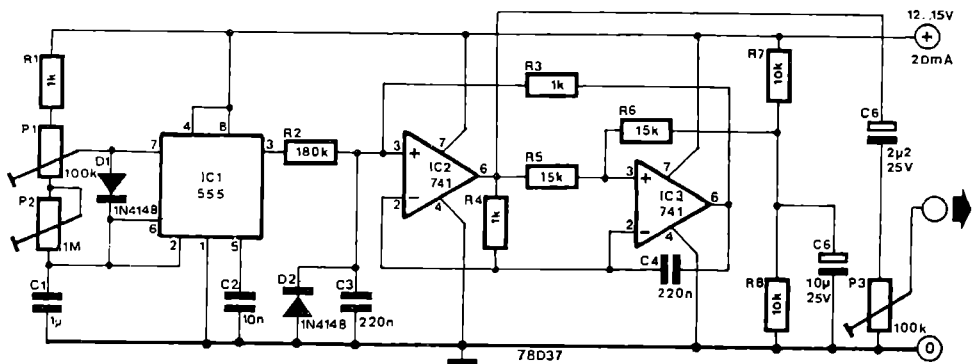 12...15V
+
20mA
R1
1k
P1
100k
P2
1M
C1
1µ
D1
1N4148
4
8
7
3
6
2
1
5
IC1
555
C2
10n
R2
180k
D2
1N4148
C3
220n
3
+
2
−
7
6
4
IC2
741
R3
1k
R4
1k
R5
15k
R6
15k
3
+
2
−
7
6
4
IC3
741
C4
220n
R7
10k
R8
10k
C6
10µ
25V
C6
2µ2
25V
P3
100k
0
78D37